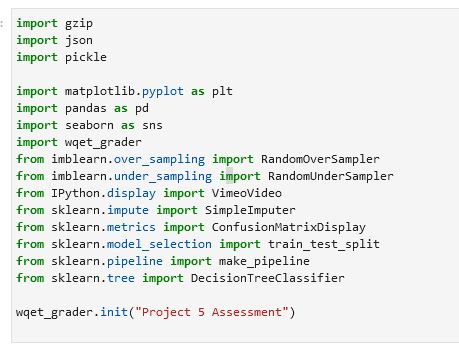 import gzip
import json
import pickle
import matplotlib.pyplot as plt
import pandas as pd
import seaborn as sns
import wqet_grader
from imblearn.over_sampling import RandomOverSampler
from imblearn.under_sampling import RandomUnderSampler
from IPython.display import VimeoVideo
from sklearn.impute import SimpleImputer
from sklearn.metrics import ConfusionMatrixDisplay
from sklearn.model_selection import train_test_split
from sklearn.pipeline import make_pipeline
from sklearn.tree import DecisionTreeClassifier
wqet_grader.init("Project 5 Assessment")